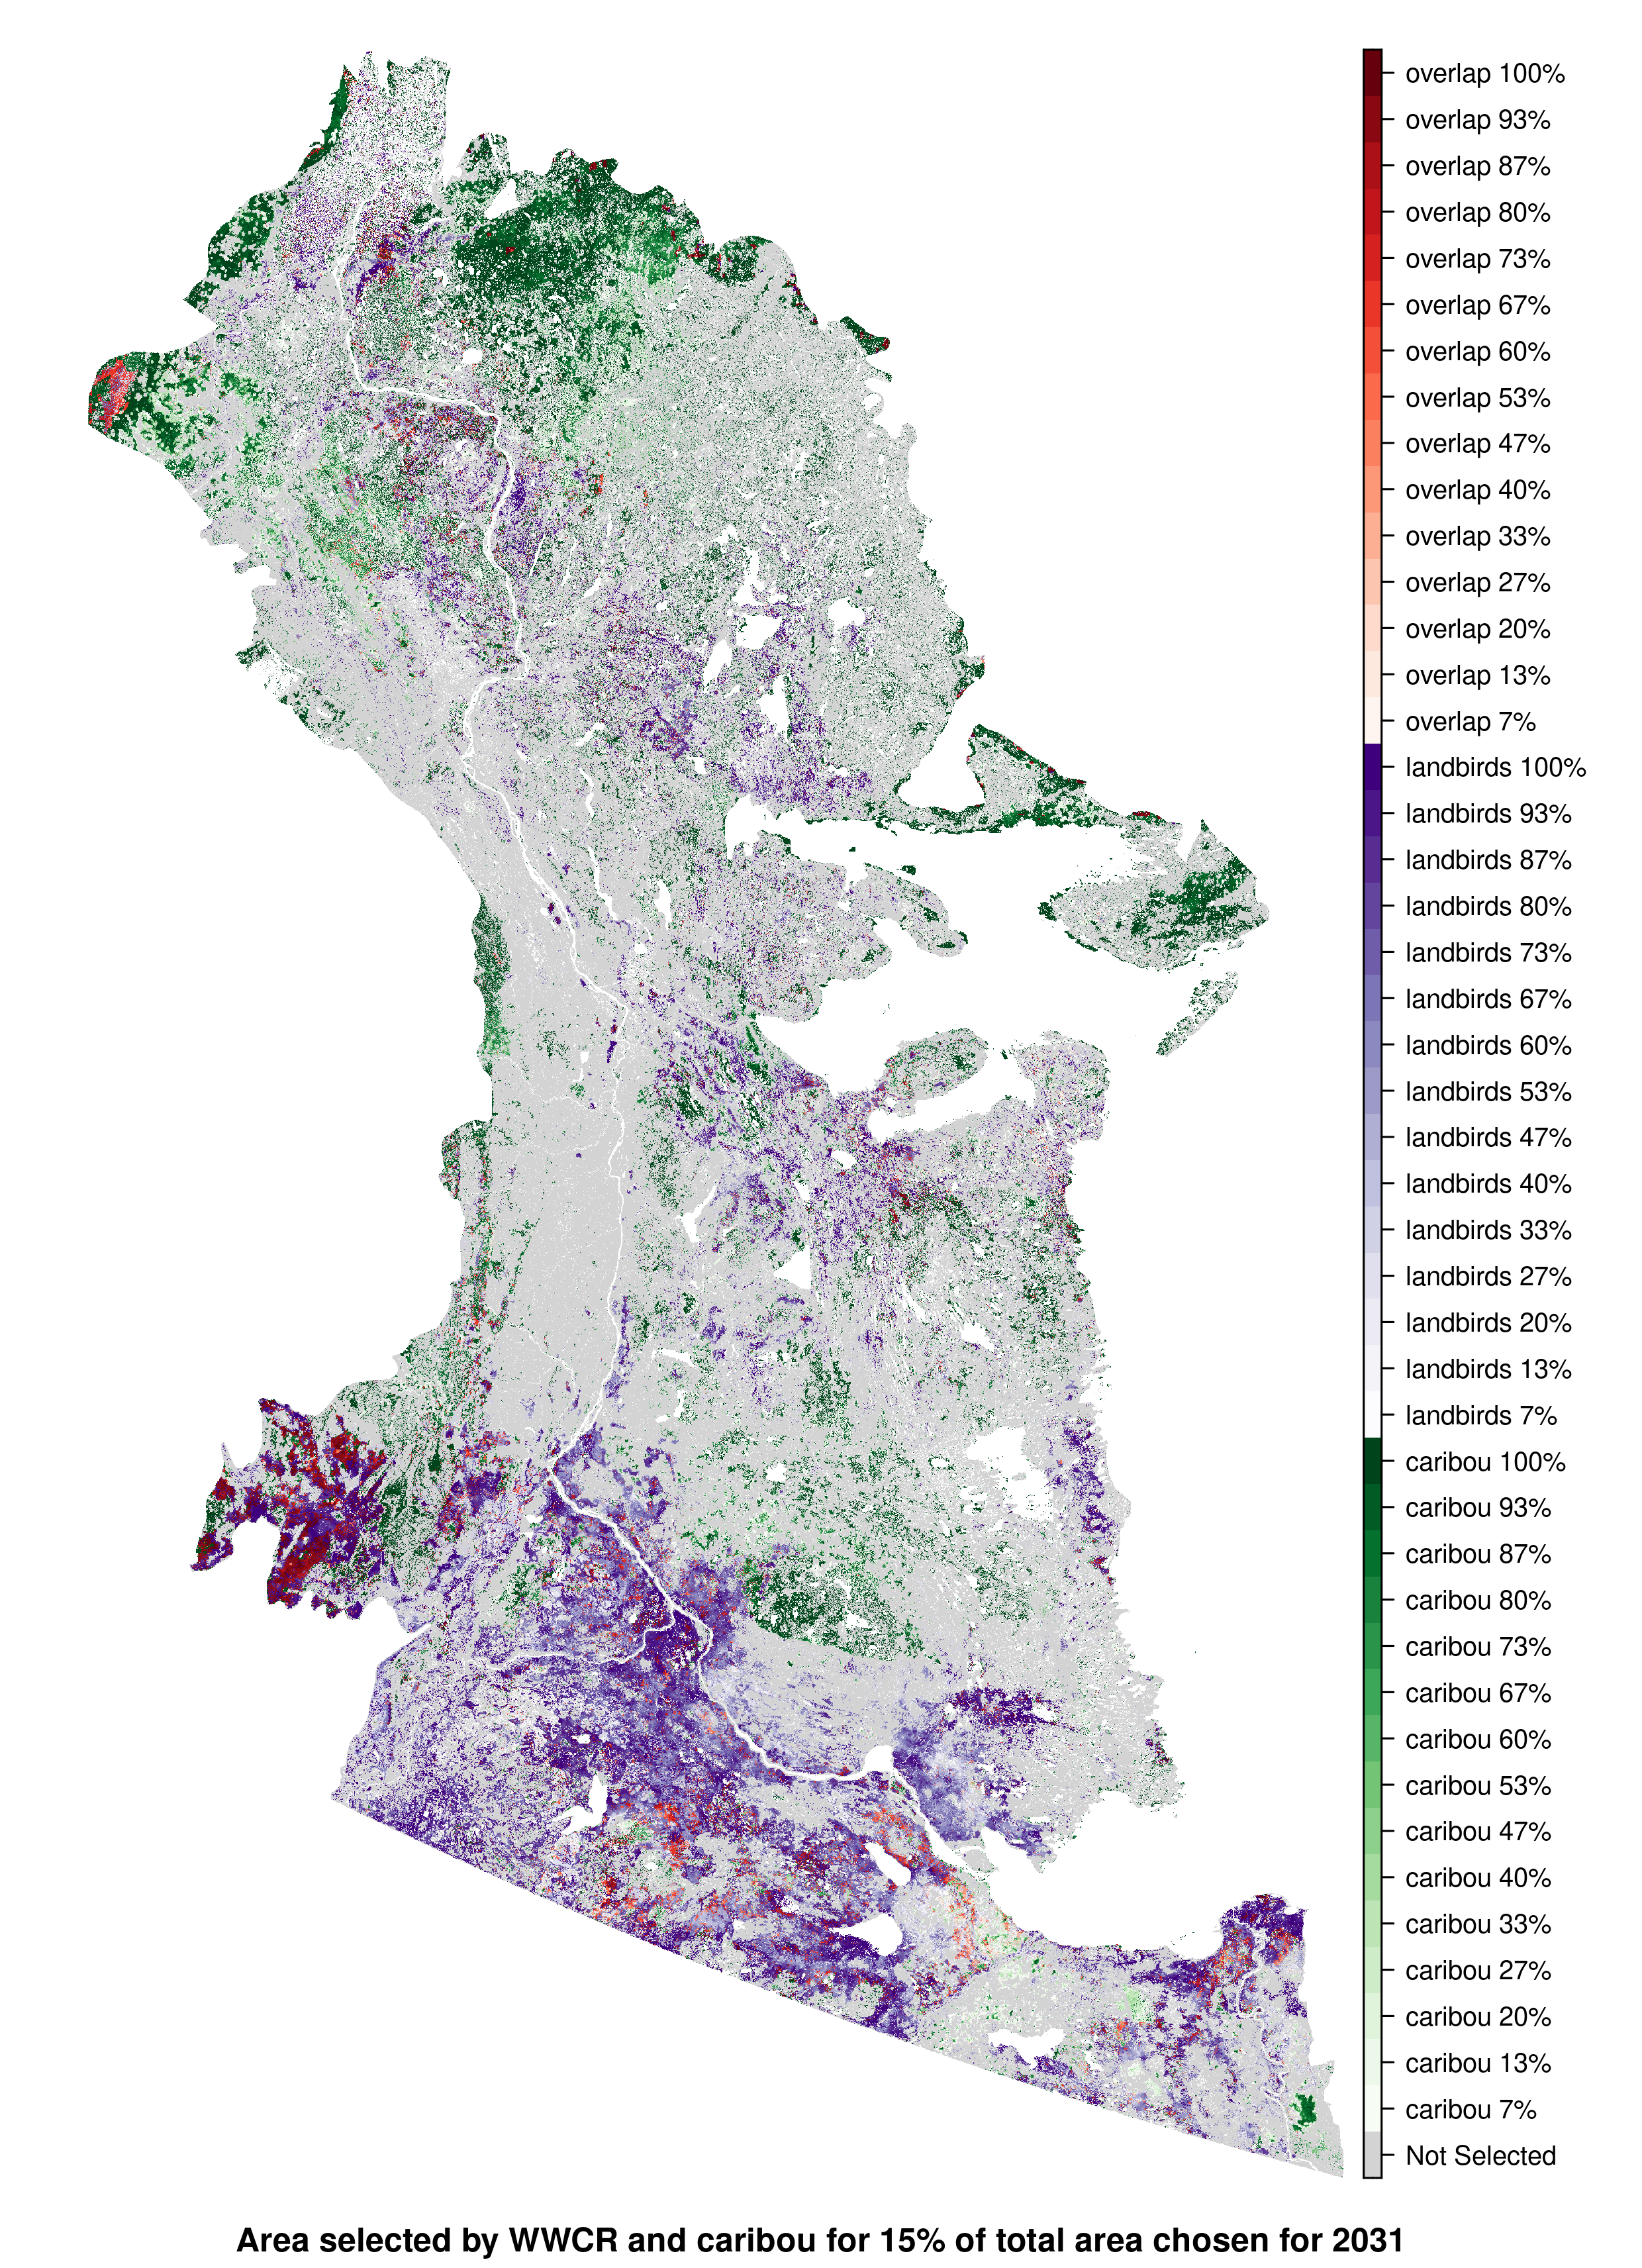 overlap 100%
overlap 93%
overlap 87%
overlap 80%
overlap 73%
overlap 67%
overlap 60%
overlap 53%
overlap 47%
overlap 40%
overlap 33%
overlap 27%
overlap 20%
overlap 13%
overlap 7%
landbirds 100%
landbirds 93%
landbirds 87%
landbirds 80%
landbirds 73%
landbirds 67%
landbirds 60%
landbirds 53%
landbirds 47%
landbirds 40%
landbirds 33%
landbirds 27%
landbirds 20%
landbirds 13%
landbirds 7%
caribou 100%
caribou 93%
caribou 87%
caribou 80%
caribou 73%
caribou 67%
caribou 60%
caribou 53%
caribou 47%
caribou 40%
caribou 33%
caribou 27%
caribou 20%
caribou 13%
caribou 7%
Not Selected
Area selected by WWCR and caribou for 15% of total area chosen for 2031